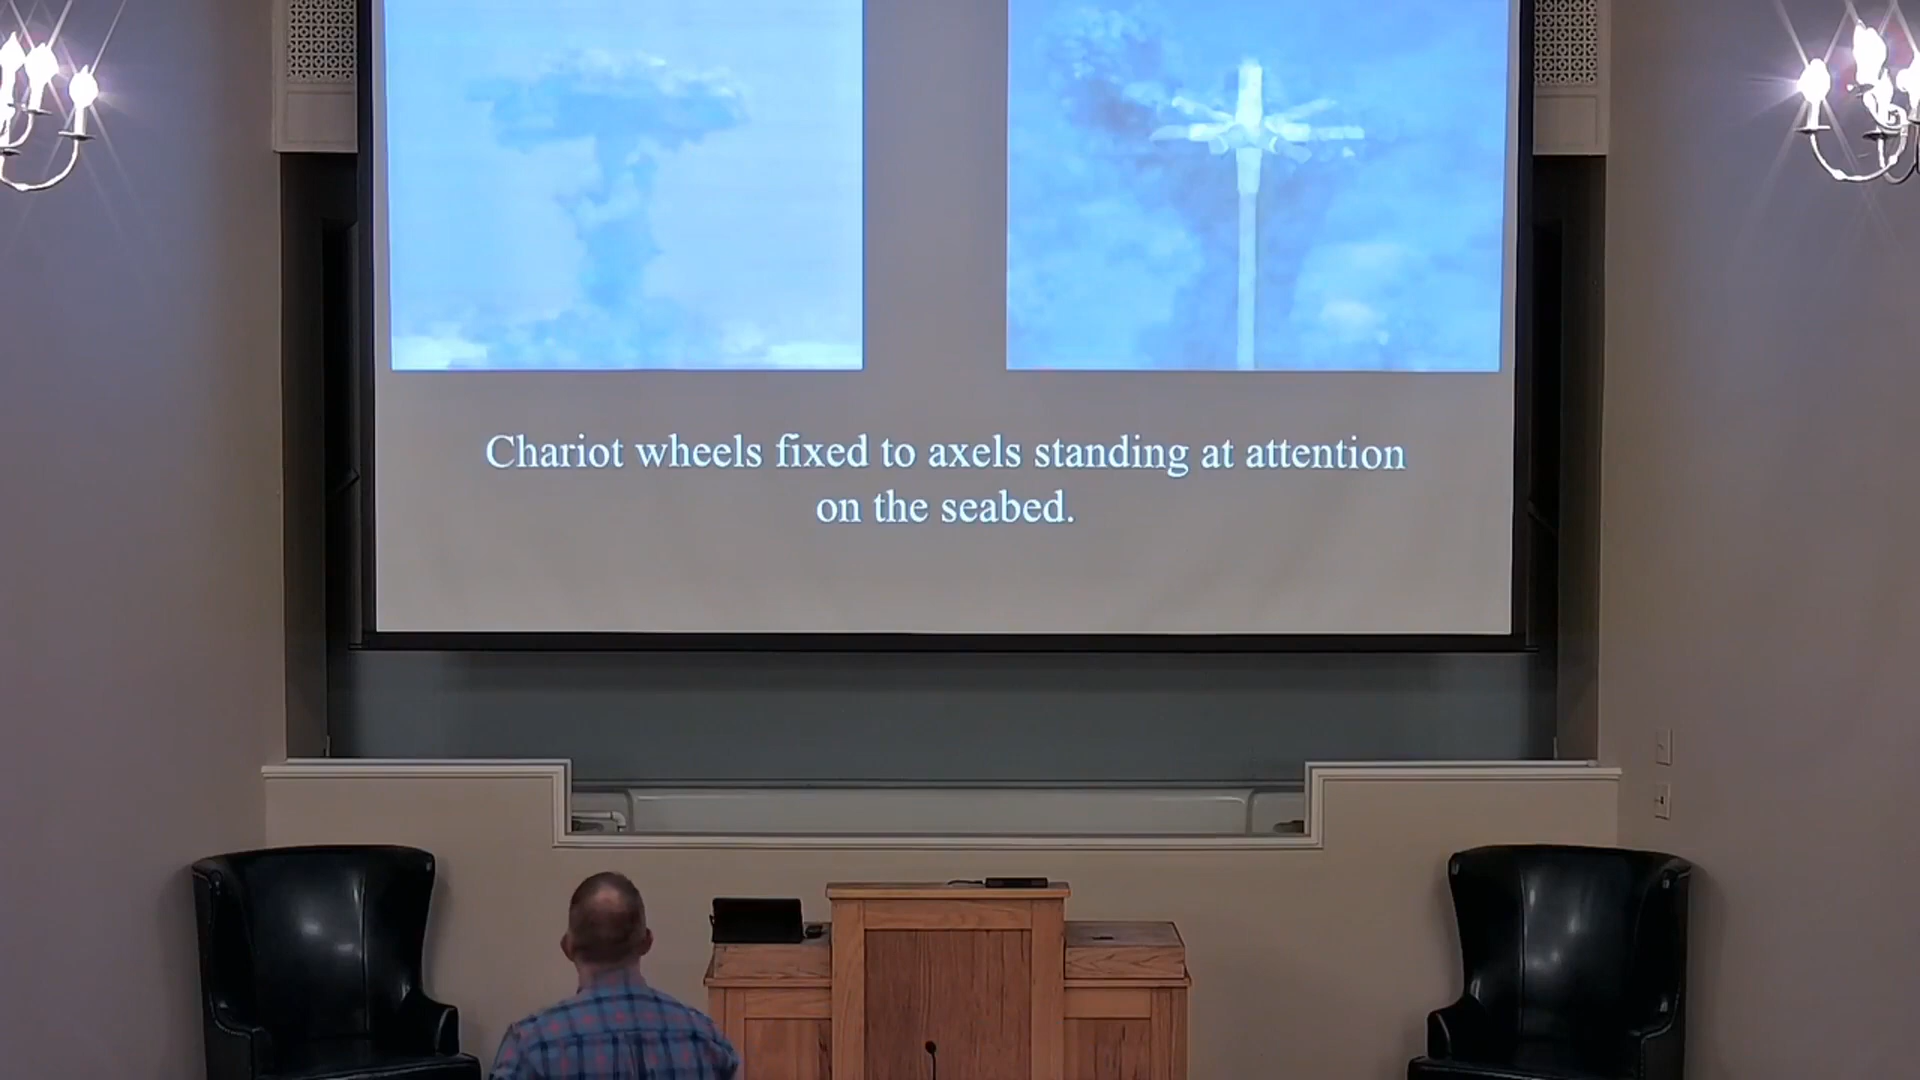 Chariot wheels fixed to axels standing at attention
on the seabed.